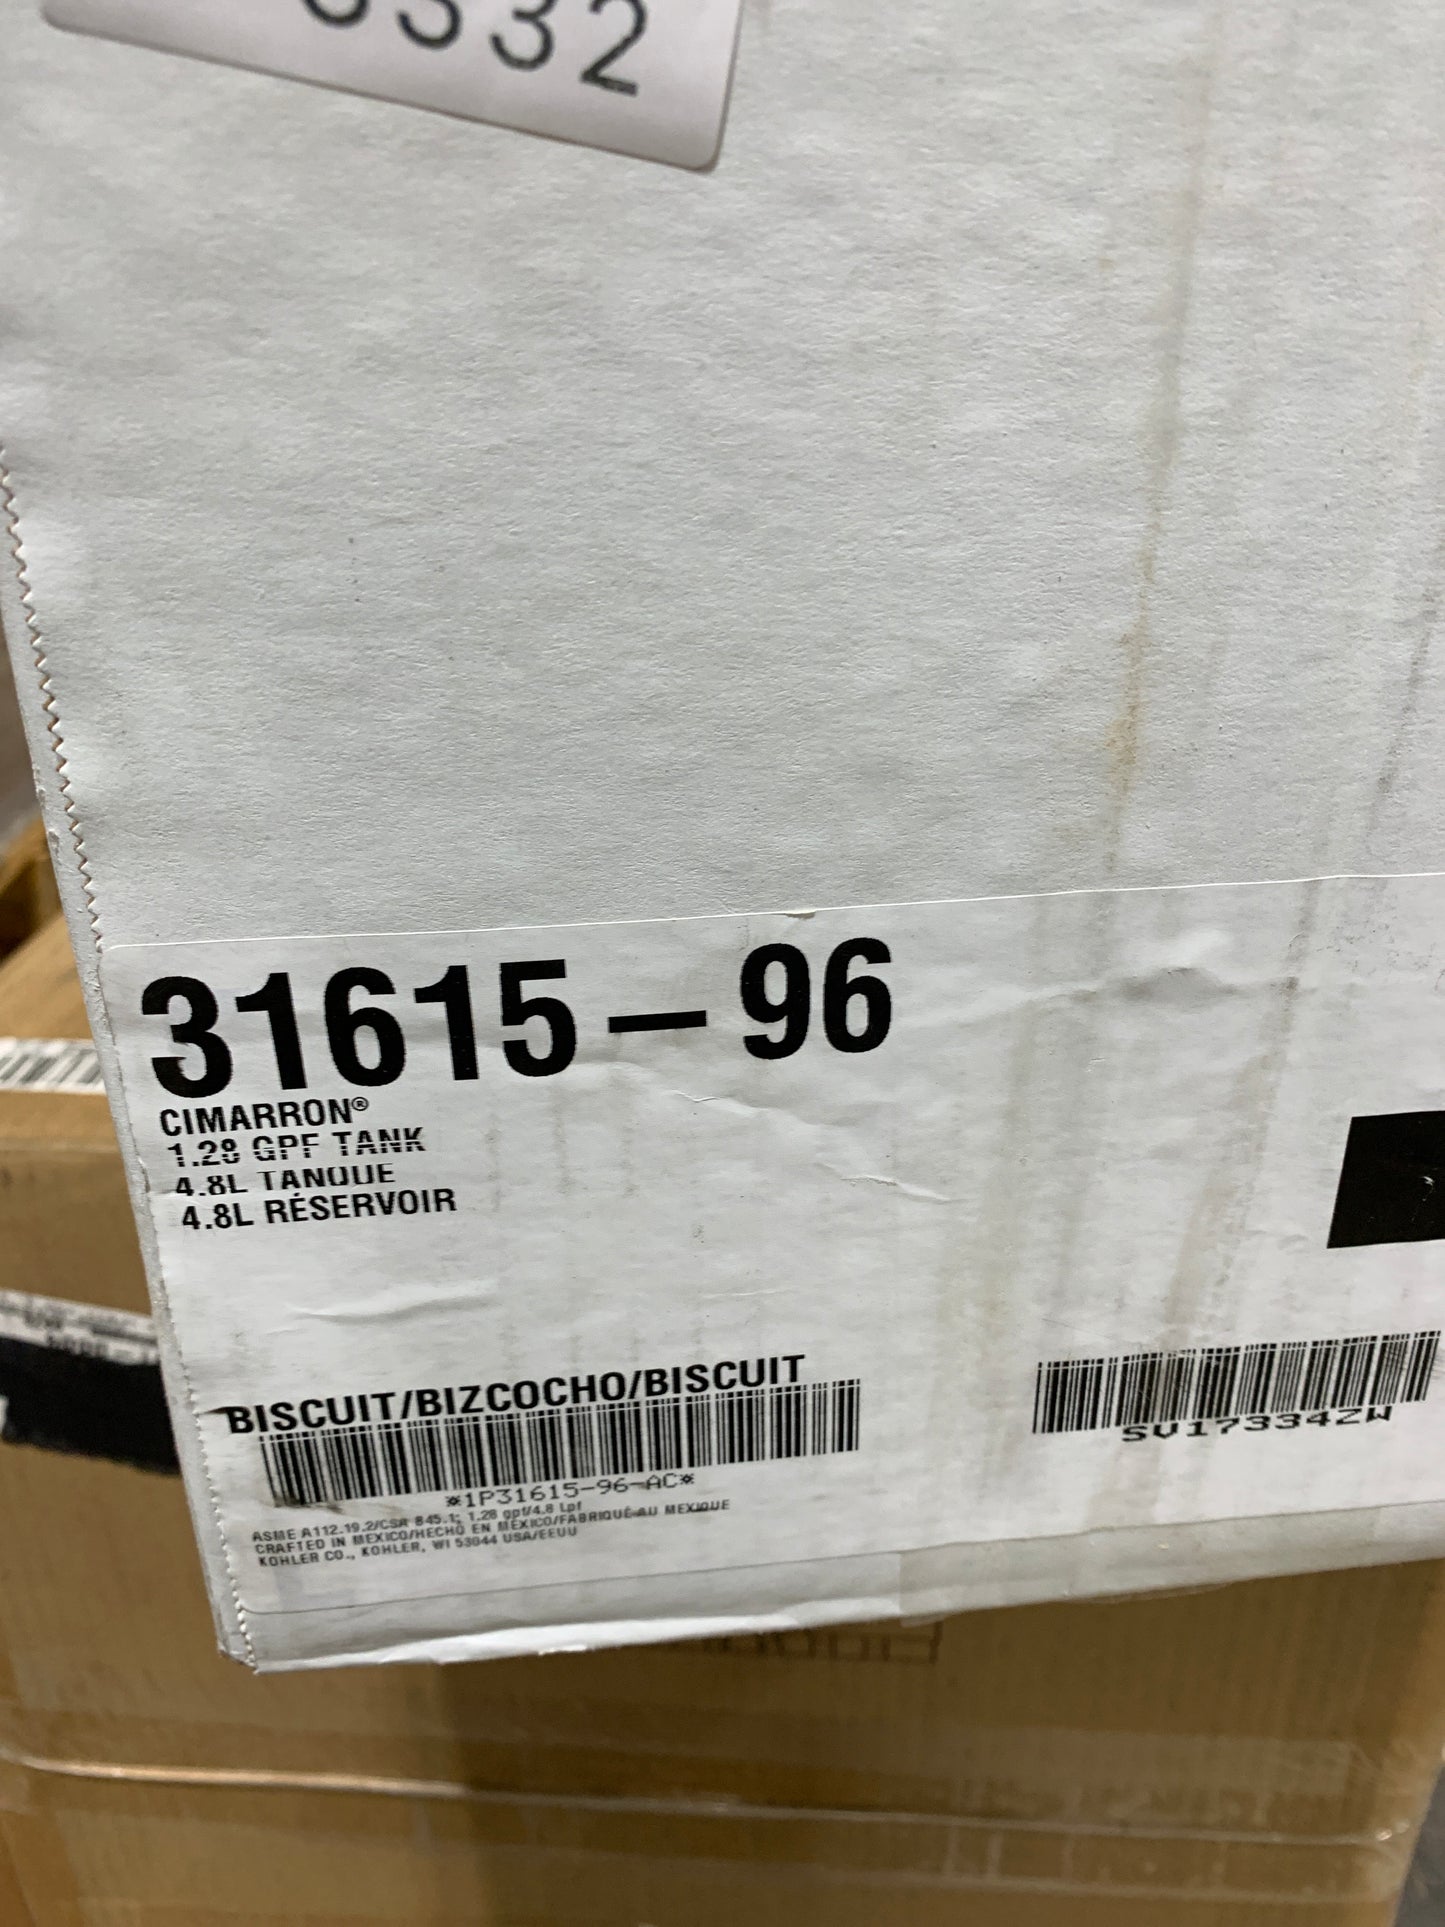 332
31615-96
CIMARRON®
1.28 GPF TANK
4.8L TANQUE
4.8L RÉSERVOIR
BISCUIT/BIZCOCHO/BISCUIT
*1P31615-96-AC*
SV17334ZW
ASME A112.19.2/CSA B45.1; 1.28 gpf/4.8 Lpf
CRAFTED IN MEXICO/HECHO EN MÉXICO/FABRIQUÉ AU MEXIQUE
KOHLER CO., KOHLER, WI 53044 USA/EEUU